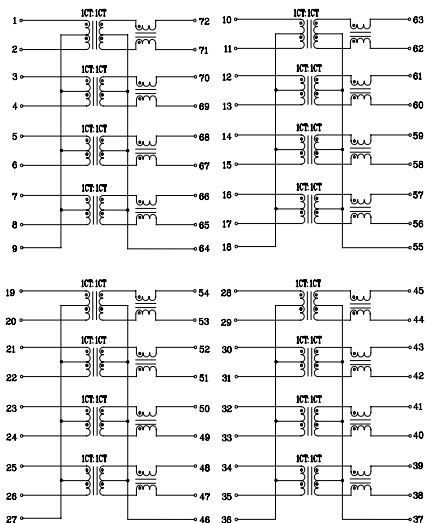 1CT:1CT 1CT:1CT
1 72 10 63
2 71 11 62
1CT:1CT 1CT:1CT
3 70 12 61
4 69 13 60
1CT:1CT 1CT:1CT
5 68 14 59
6 67 15 58
1CT:1CT 1CT:1CT
7 66 16 57
8 65 17 56
9 64 18 55
1CT:1CT 1CT:1CT
19 54 28 45
20 53 29 44
1CT:1CT 1CT:1CT
21 52 30 43
22 51 31 42
1CT:1CT 1CT:1CT
23 50 32 41
24 49 33 40
1CT:1CT 1CT:1CT
25 48 34 39
26 47 35 38
27 46 36 37